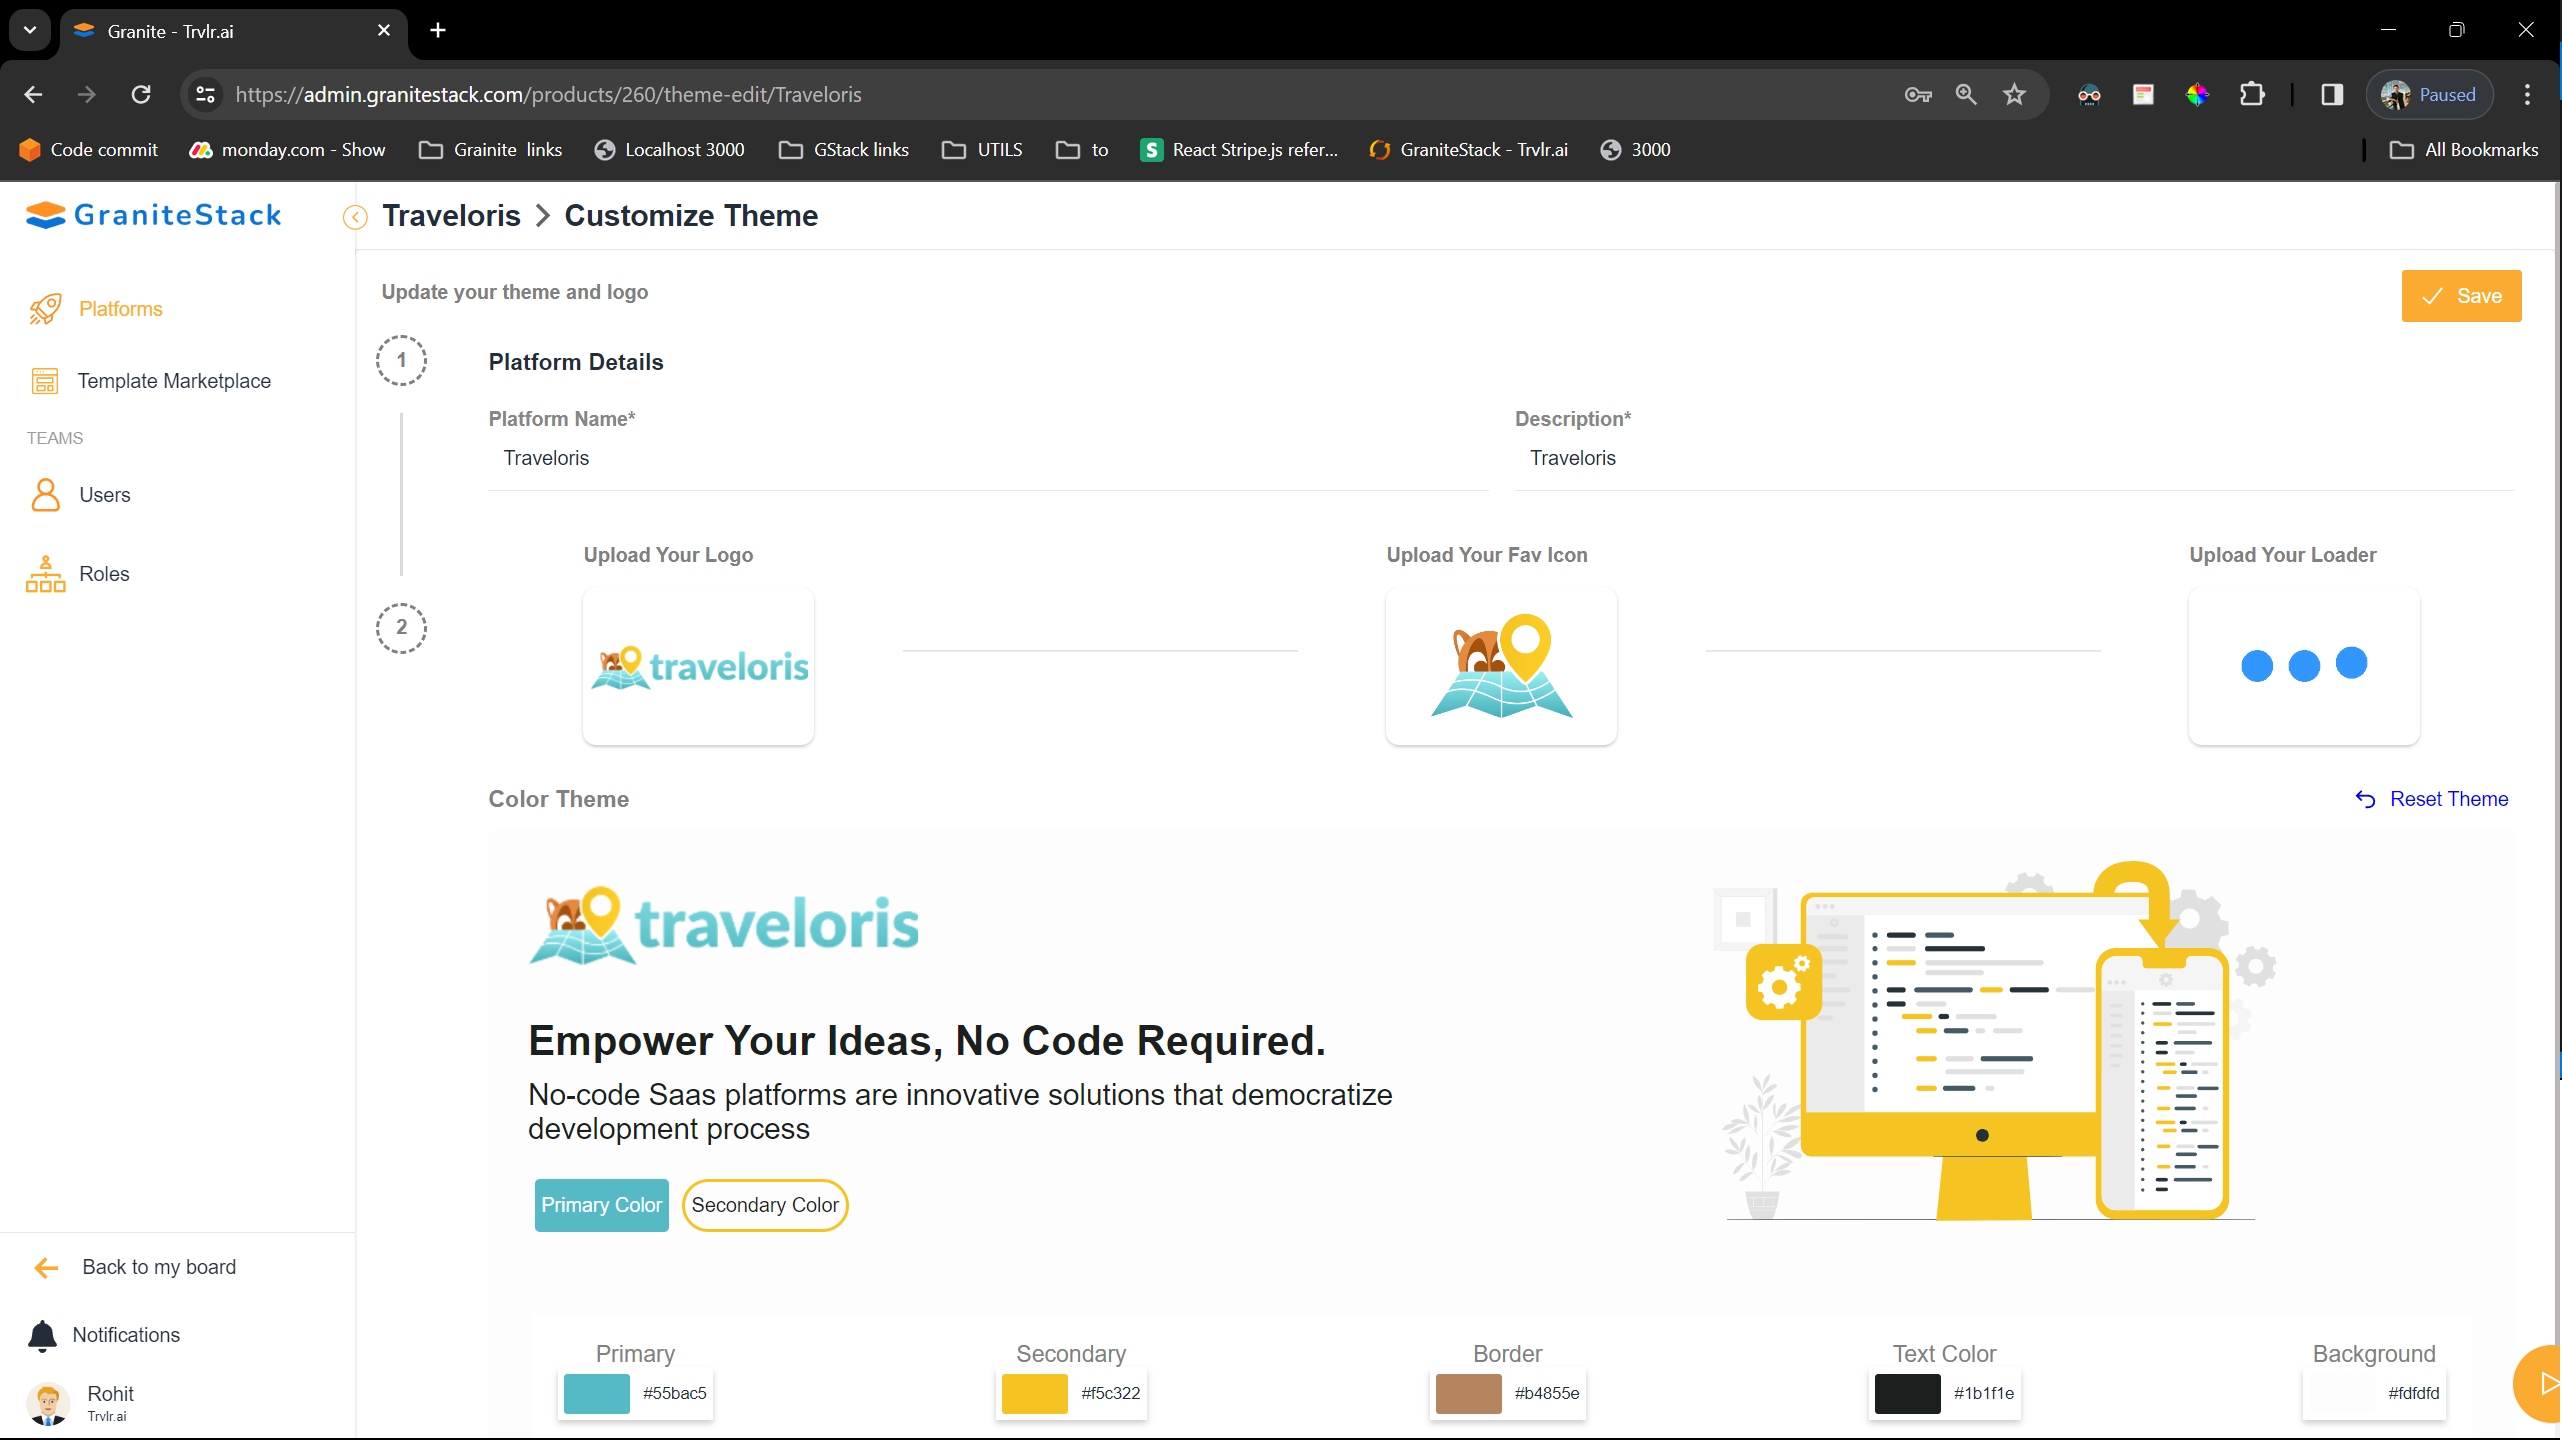 Granite - Trvlr.ai
https://admin.granitestack.com/products/260/theme-edit/Traveloris
Paused
Code commit
monday.com - Show
Grainite links
Localhost 3000
GStack links
UTILS
to
S
React Stripe.js refer...
GraniteStack - Trvlr.ai
3000
All Bookmarks
GraniteStack
Traveloris > Customize Theme
Platforms
Template Marketplace
TEAMS
Users
Roles
Back to my board
Notifications
Rohit
Trvlr.ai
Update your theme and logo
Save
1
Platform Details
Platform Name*
Traveloris
Description*
Traveloris
2
Upload Your Logo
traveloris
Upload Your Fav Icon
Upload Your Loader
Color Theme
Reset Theme
traveloris
Empower Your Ideas, No Code Required.
No-code Saas platforms are innovative solutions that democratize
development process
Primary Color
Secondary Color
Primary
#55bac5
Secondary
#f5c322
Border
#b4855e
Text Color
#1b1f1e
Background
#fdfdfd